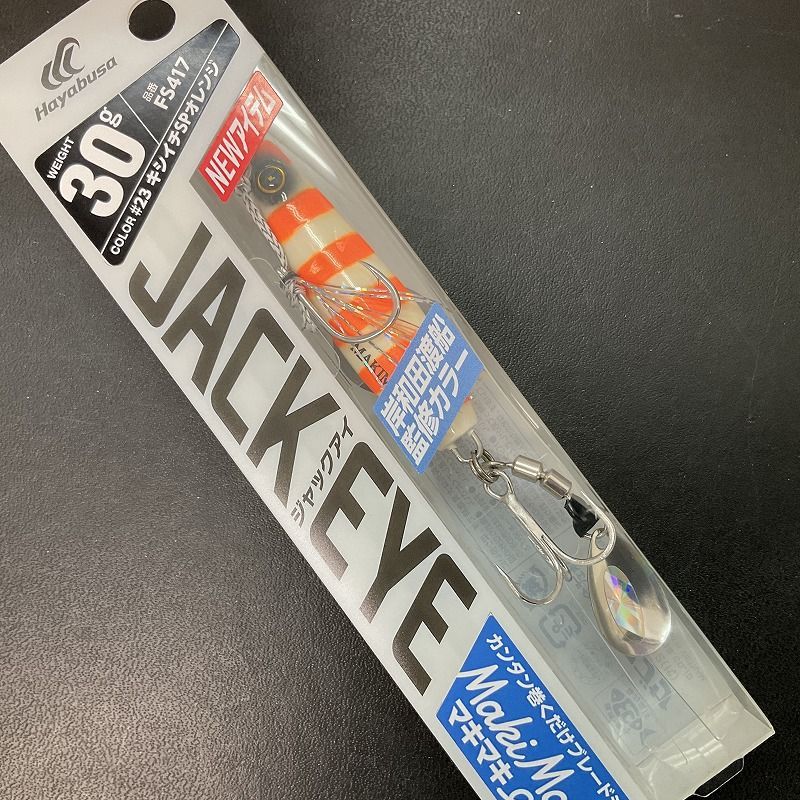 Hayabusa
WEIGHT
30g
品番
FS417
COLOR #23 キシイチSPオレンジ
NEWアイテム
JACK EYE
ジャックアイ
MAKIM
岸和田渡船
監修カラー
カンタン巻くだけブレード
Maki
マキマキ